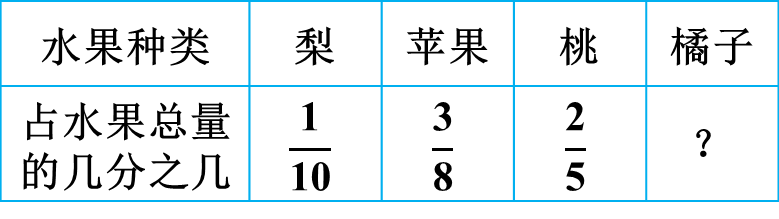 水果种类 梨 苹果 桃 橘子
占水果总量的几分之几 1/10 3/8 2/5 ？